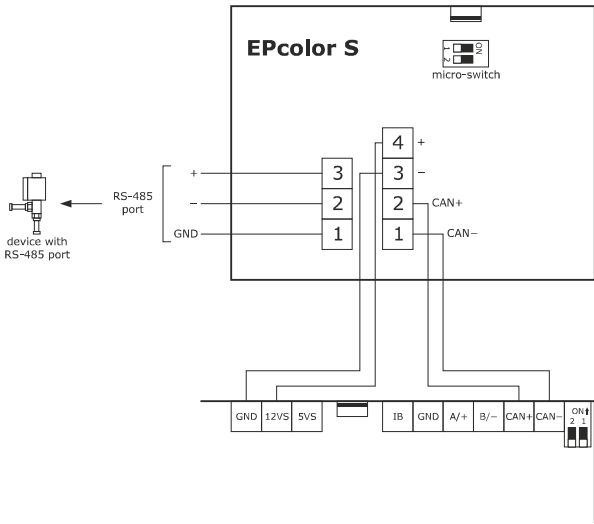 EPcolor S
ON
1
2
micro-switch
4 +
+ 3
3 −
RS-485
port
− 2
2 CAN+
GND 1
1 CAN−
device with
RS-485 port
GND 12VS 5VS IB GND A/+ B/− CAN+ CAN−
ON
2 1